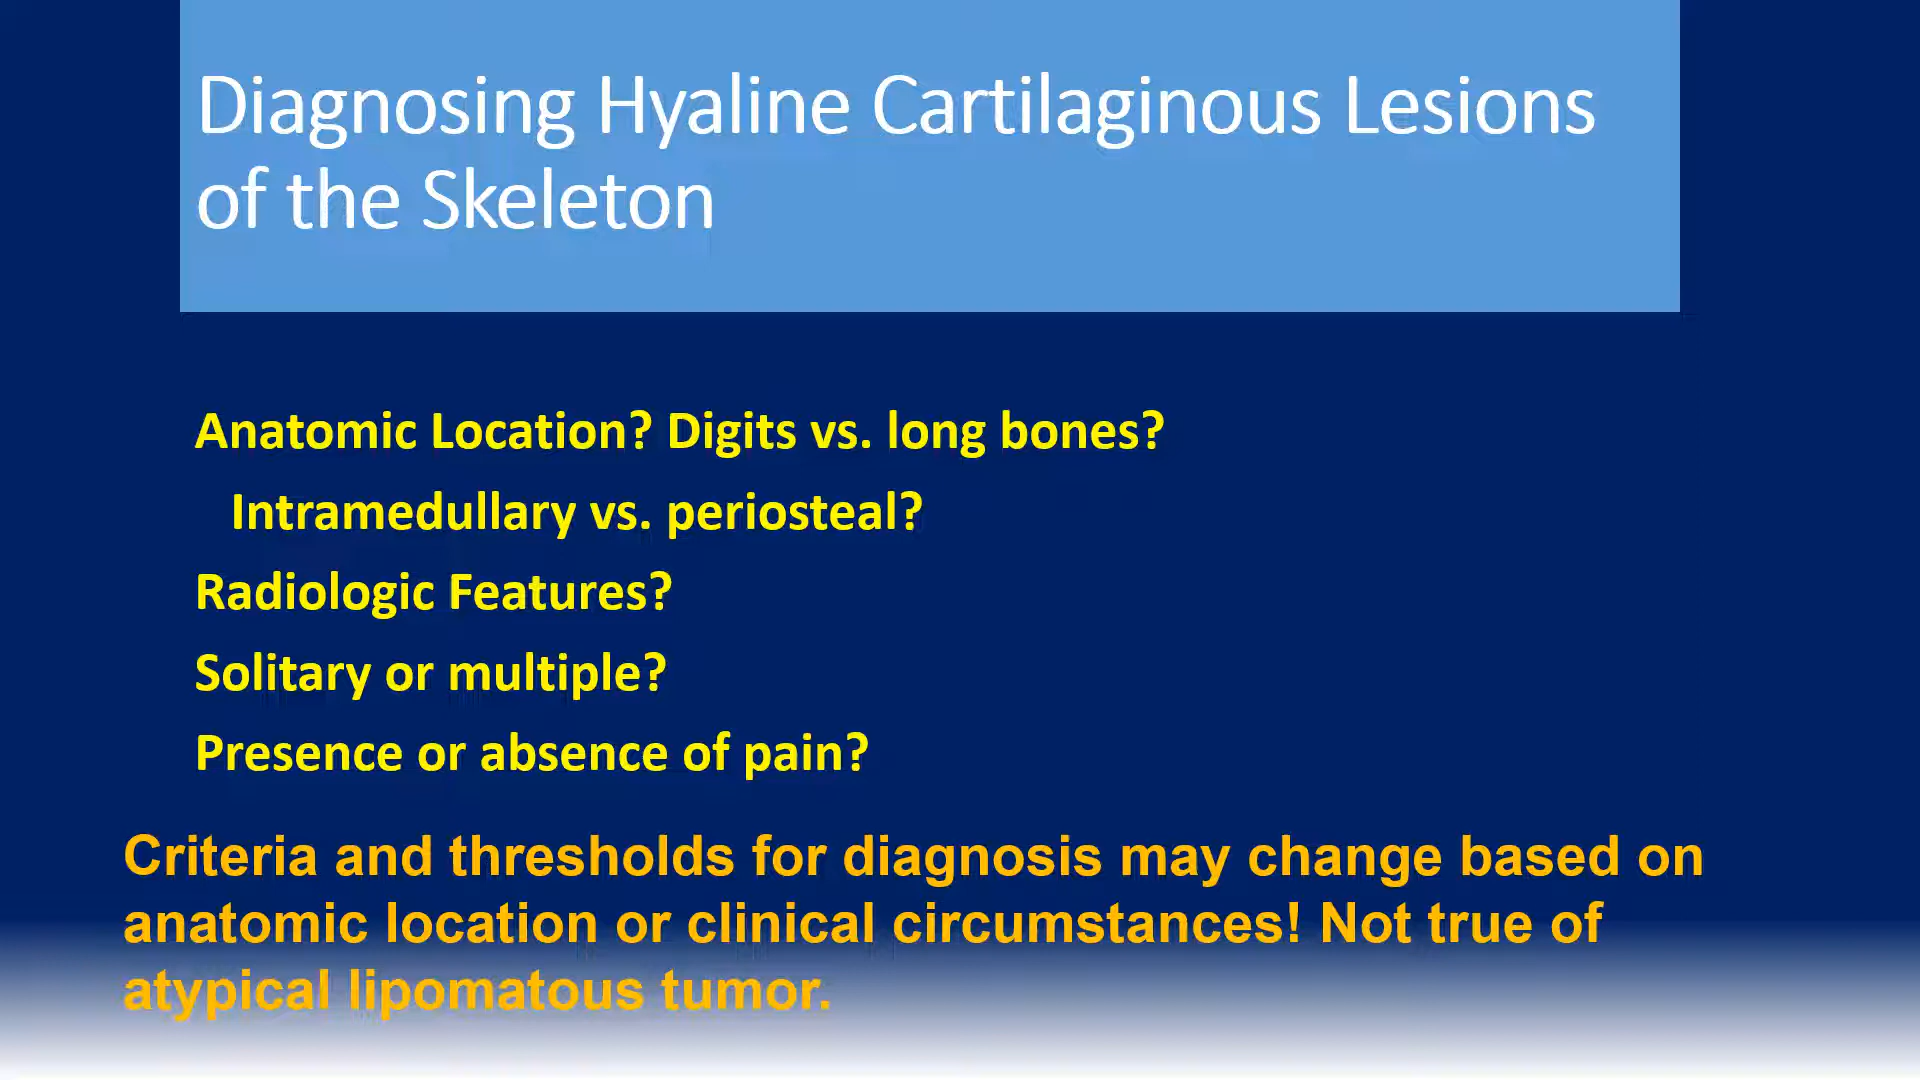 Diagnosing Hyaline Cartilaginous Lesions
of the Skeleton
Anatomic Location? Digits vs. long bones?
Intramedullary vs. periosteal?
Radiologic Features?
Solitary or multiple?
Presence or absence of pain?
Criteria and thresholds for diagnosis may change based on
anatomic location or clinical circumstances! Not true of
atypical lipomatous tumor.